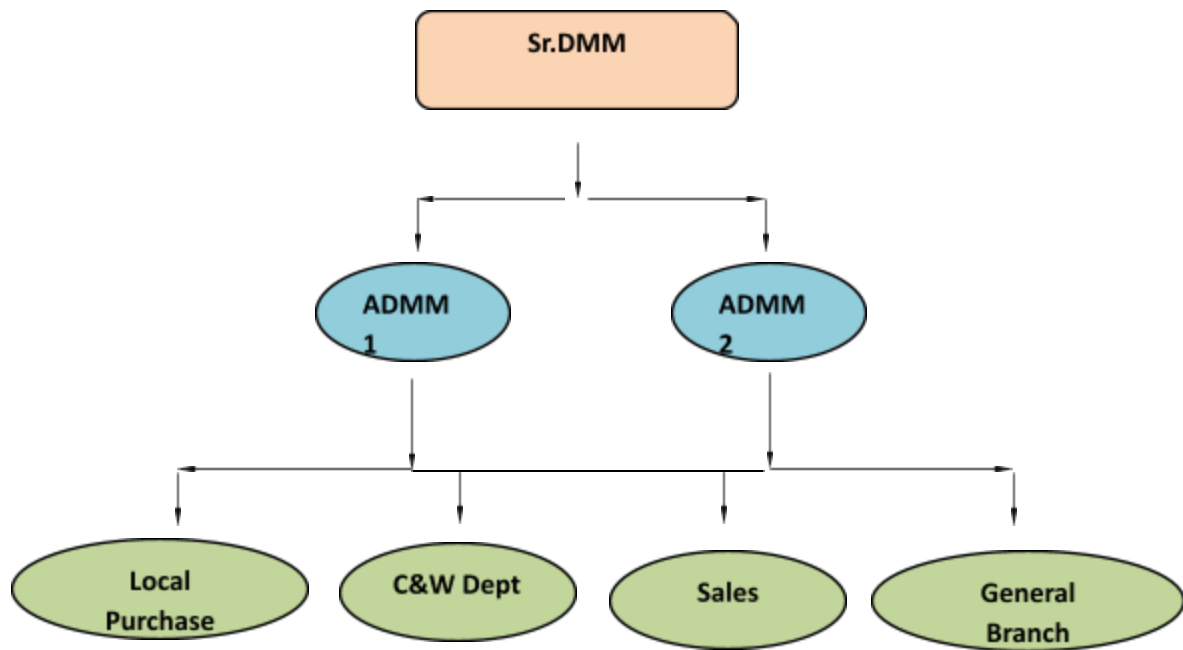 Sr.DMM
ADMM
1
ADMM
2
Local
Purchase
C&W Dept
Sales
General
Branch